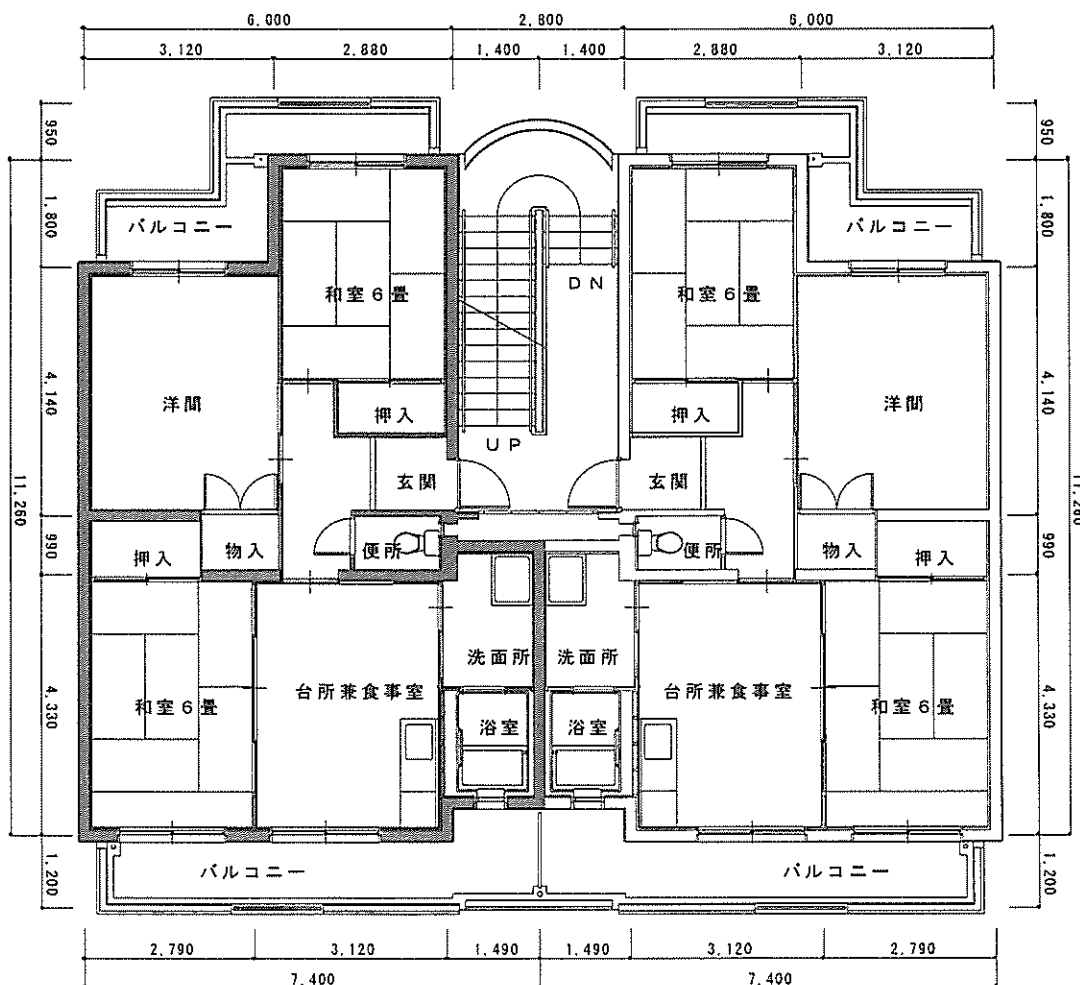 6,000 2,800 6,000
3,120 2,880 1,400 1,400 2,880 3,120
950 950
1,800 バルコニー バルコニー 1,800
和室6畳 DN 和室6畳
4,140 洋間 洋間 4,140
押入 押入
UP
玄関 玄関
11,260 11,260
990 押入 物入 便所 便所 物入 押入 990
洗面所 洗面所
和室6畳 台所兼食事室 台所兼食事室 和室6畳
4,330 4,330
浴室 浴室
バルコニー バルコニー
1,200 1,200
2,790 3,120 1,490 1,490 3,120 2,790
7,400 7,400